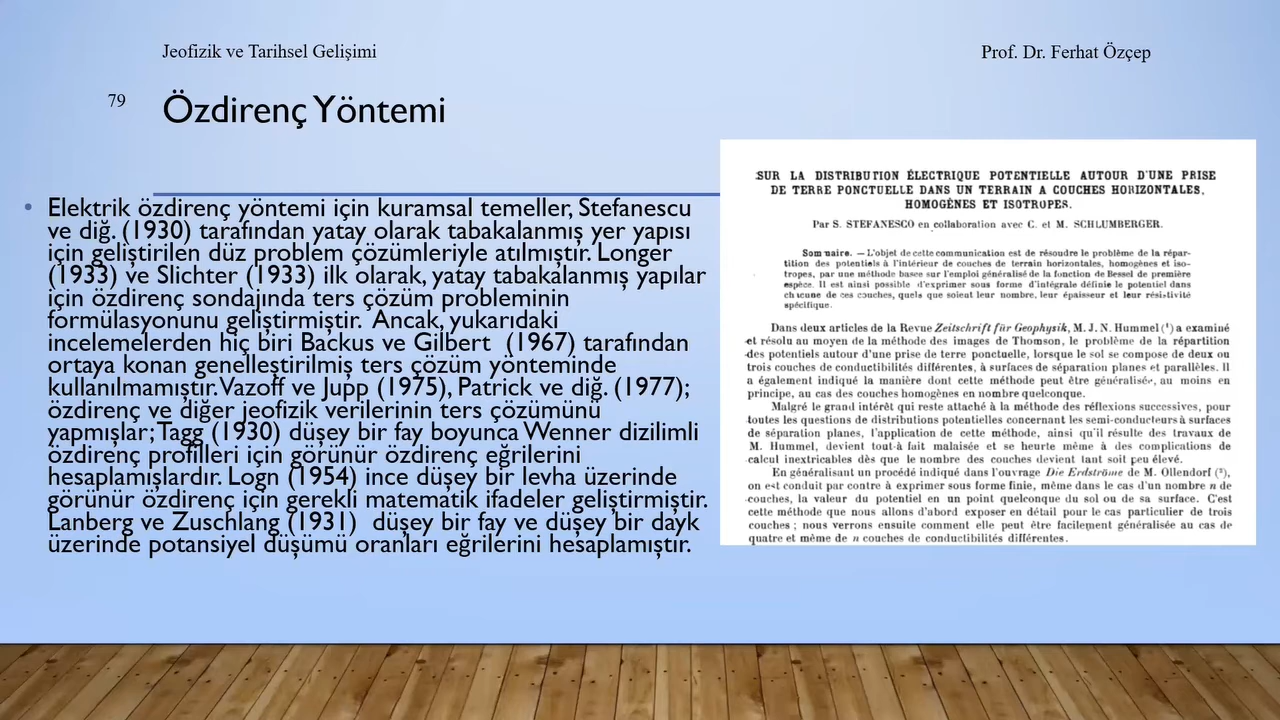 Jeofizik ve Tarihsel Gelişimi
Prof. Dr. Ferhat Özçep
79
Özdirenç Yöntemi
• Elektrik özdirenç yöntemi için kuramsal temeller, Stefanescu
ve diğ. (1930) tarafından yatay olarak tabakalanmış yer yapısı
için geliştirilen düz problem çözümleriyle atılmıştır. Longer
(1933) ve Slichter (1933) ilk olarak, yatay tabakalanmış yapılar
için özdirenç sondajında ters çözüm probleminin
formülasyonunu geliştirmiştir. Ancak, yukarıdaki
incelemelerden hiç biri Backus ve Gilbert (1967) tarafından
ortaya konan genelleştirilmiş ters çözüm yönteminde
kullanılmamıştır. Vazoff ve Jupp (1975), Patrick ve diğ. (1977);
özdirenç ve diğer jeofizik verilerinin ters çözümünü
yapmışlar; Tagg (1930) düşey bir fay boyunca Wenner dizilimli
özdirenç profilleri için görünür özdirenç eğrilerini
hesaplamışlardır. Logn (1954) ince düşey bir levha üzerinde
görünür özdirenç için gerekli matematik ifadeler geliştirmiştir.
Lanberg ve Zuschlang (1931) düşey bir fay ve düşey bir dayk
üzerinde potansiyel düşümü oranları eğrilerini hesaplamıştır.
SUR LA DISTRIBUTION ÉLECTRIQUE POTENTIELLE AUTOUR D'UNE PRISE
DE TERRE PONCTUELLE DANS UN TERRAIN A COUCHES HORIZONTALES,
HOMOGÈNES ET ISOTROPES.
Par S. STEFANESCO en collaboration avec C. et M. SCHLUMBERGER.
Sommaire. — L'objet de cette communication est de résoudre le problème de la répar-
tition des potentiels à l'intérieur de couches de terrain horizontales, homogènes et iso-
tropes, par une méthode basée sur l'emploi généralisé de la fonction de Bessel de première
espèce. Il est ainsi possible d'exprimer sous forme d'intégrale définie le potentiel dans
chacune de ces couches, quels que soient leur nombre, leur épaisseur et leur résistivité
spécifique.
Dans deux articles de la Revue Zeitschrift für Geophysik, M. J. N. Hummel (1) a examiné
et résolu au moyen de la méthode des images de Thomson, le problème de la répartition
des potentiels autour d'une prise de terre ponctuelle, lorsque le sol se compose de deux ou
trois couches de conductibilités différentes, à surfaces de séparation planes et parallèles. Il
a également indiqué la manière dont cette méthode peut être généralisée, au moins en
principe, au cas des couches homogènes en nombre quelconque.
Malgré le grand intérêt qui reste attaché à la méthode des réflexions successives, pour
toutes les questions de distributions potentielles concernant les semi-conducteurs à surfaces
de séparation planes, l'application de cette méthode, ainsi qu'il résulte des travaux de
M. Hummel, devient tout-à fait malaisée et se heurte même à des complications de
calcul inextricables dès que le nombre des couches devient tant soit peu élevé.
En généralisant un procédé indiqué dans l'ouvrage Die Erdströme de M. Ollendorf (2),
on est conduit par contre à exprimer sous forme finie, même dans le cas d'un nombre n de
couches, la valeur du potentiel en un point quelconque du sol ou de sa surface. C'est
cette méthode que nous allons d'abord exposer en détail pour le cas particulier de trois
couches ; nous verrons ensuite comment elle peut être facilement généralisée au cas de
quatre et même de n couches de conductibilités différentes.